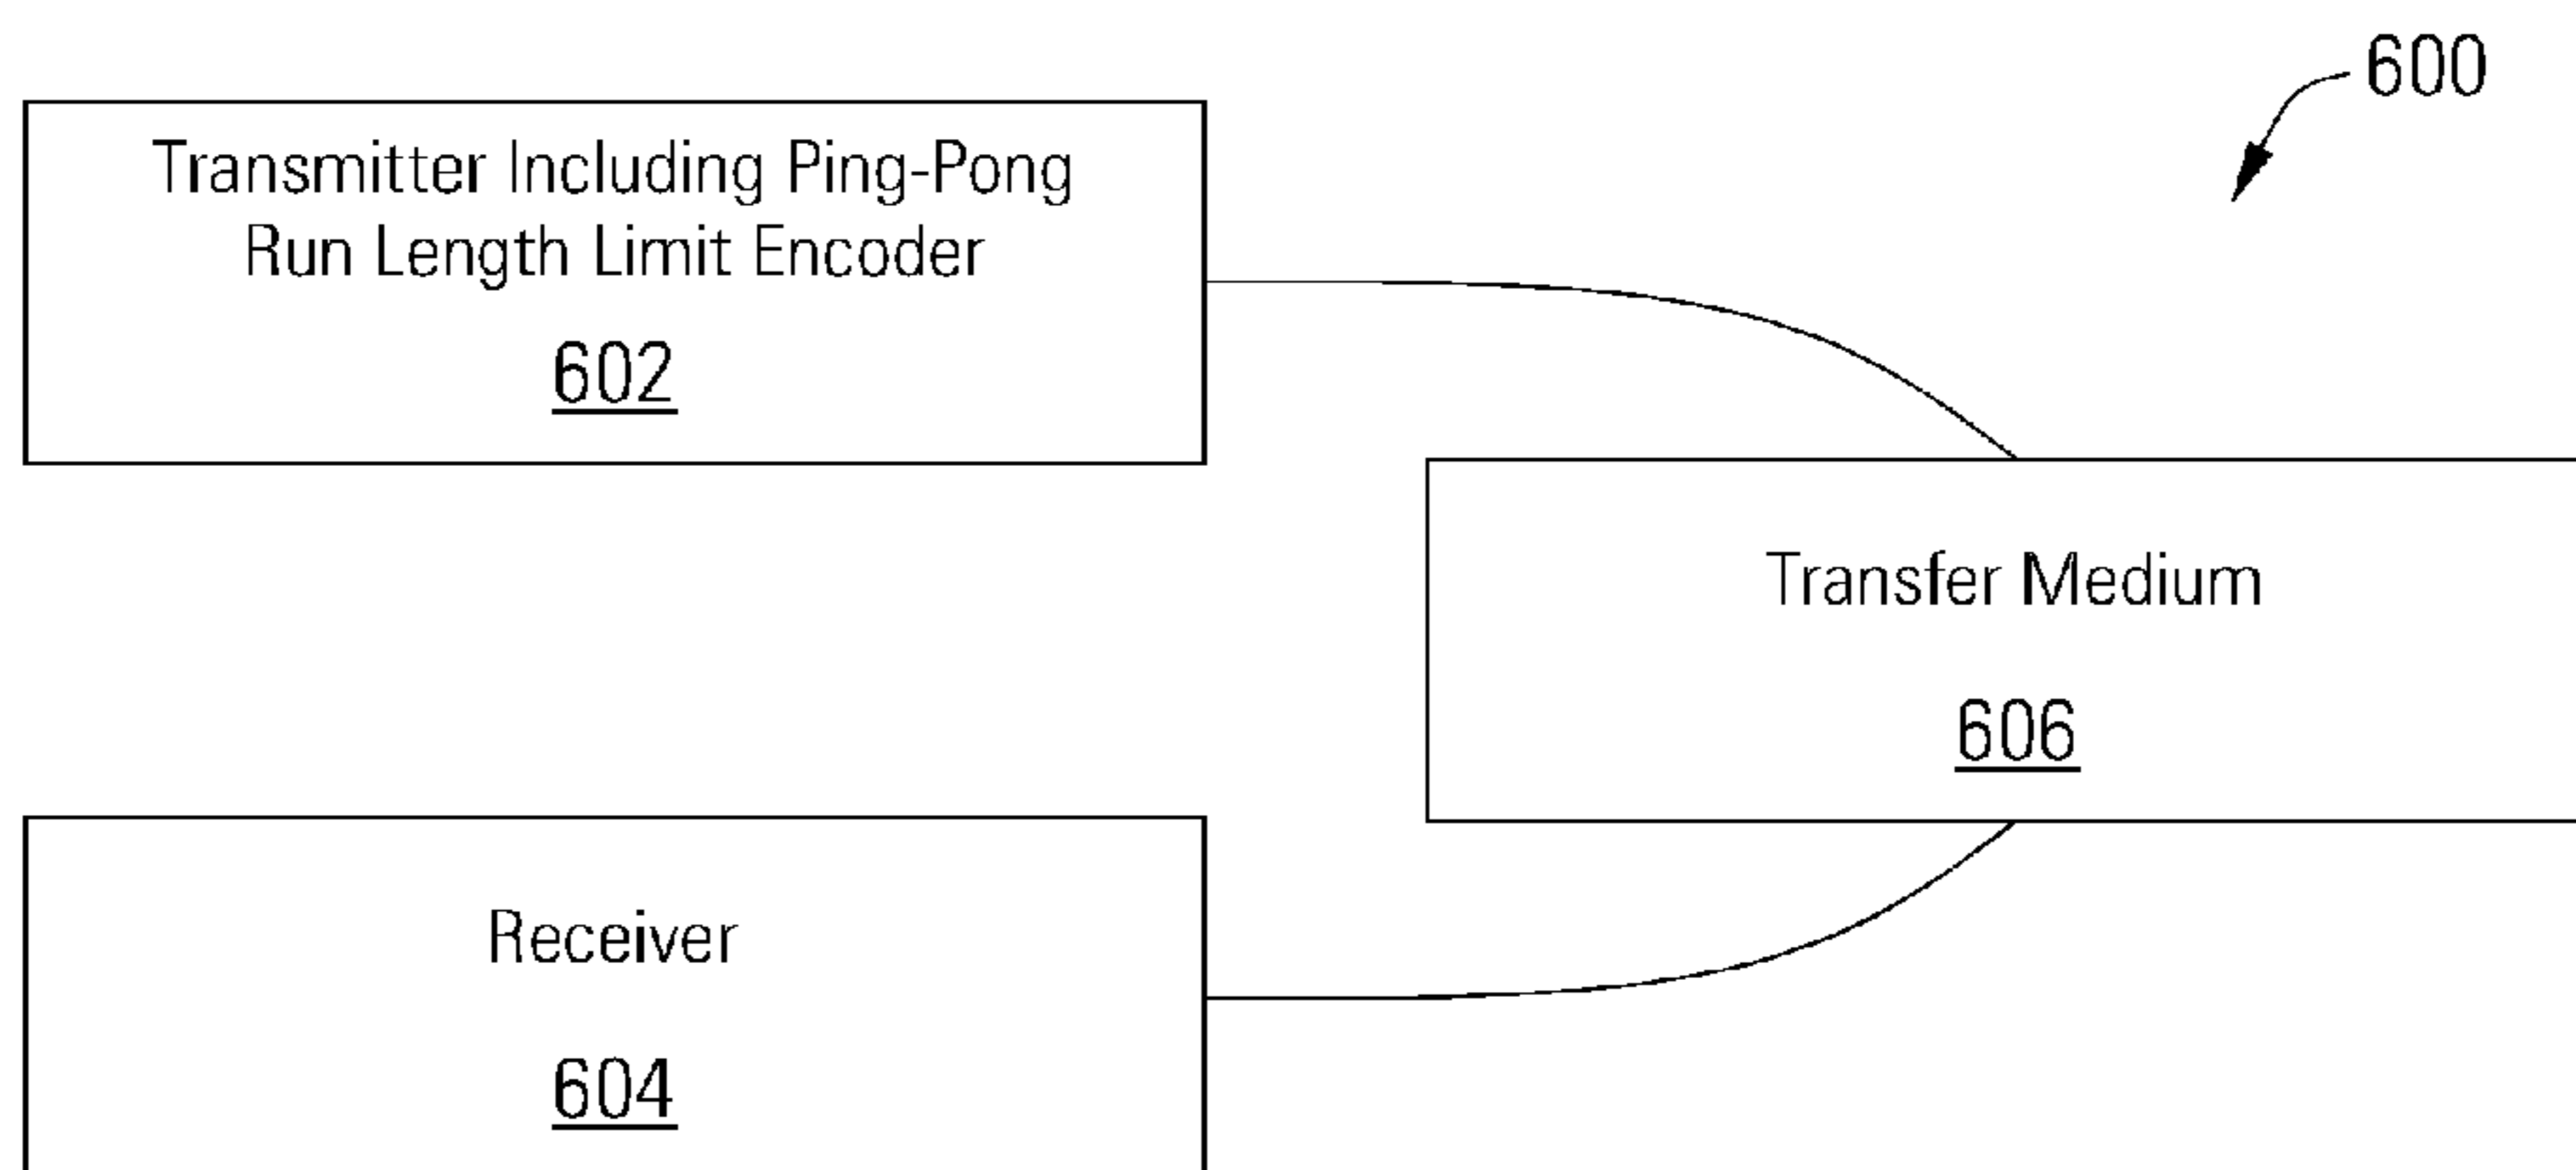 600
Transmitter Including Ping-Pong
Run Length Limit Encoder
602
Transfer Medium
606
Receiver
604